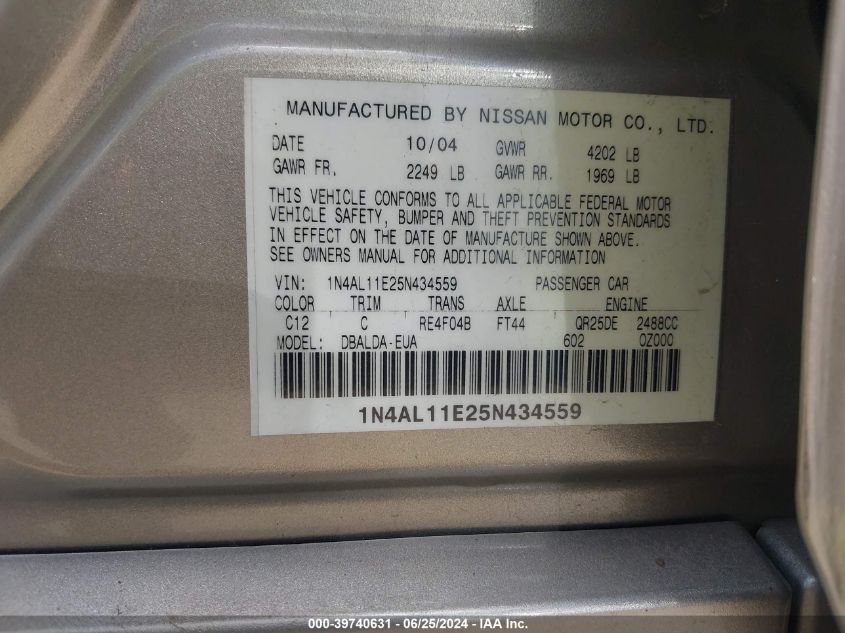 MANUFACTURED BY NISSAN MOTOR CO., LTD.
DATE 10/04 GVWR 4202 LB
GAWR FR. 2249 LB GAWR RR. 1969 LB
THIS VEHICLE CONFORMS TO ALL APPLICABLE FEDERAL MOTOR
VEHICLE SAFETY, BUMPER AND THEFT PREVENTION STANDARDS
IN EFFECT ON THE DATE OF MANUFACTURE SHOWN ABOVE.
SEE OWNERS MANUAL FOR ADDITIONAL INFORMATION
VIN: 1N4AL11E25N434559 PASSENGER CAR
COLOR TRIM TRANS AXLE ENGINE
C12 C RE4F04B FT44 QR25DE 2488CC
MODEL: DBALDA-EUA 602 0Z000
1N4AL11E25N434559
000-39740631 - 06/25/2024 - IAA Inc.